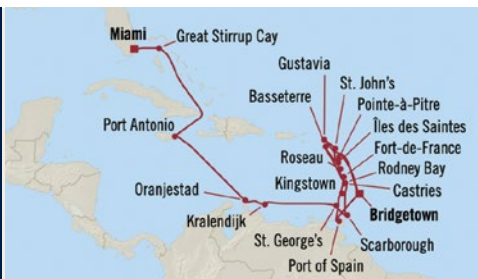 Miami
Great Stirrup Cay
Gustavia
St. John's
Basseterre
Pointe-à-Pitre
Îles des Saintes
Port Antonio
Fort-de-France
Roseau
Rodney Bay
Kingstown
Castries
Oranjestad
Bridgetown
Kralendijk
St. George's
Scarborough
Port of Spain